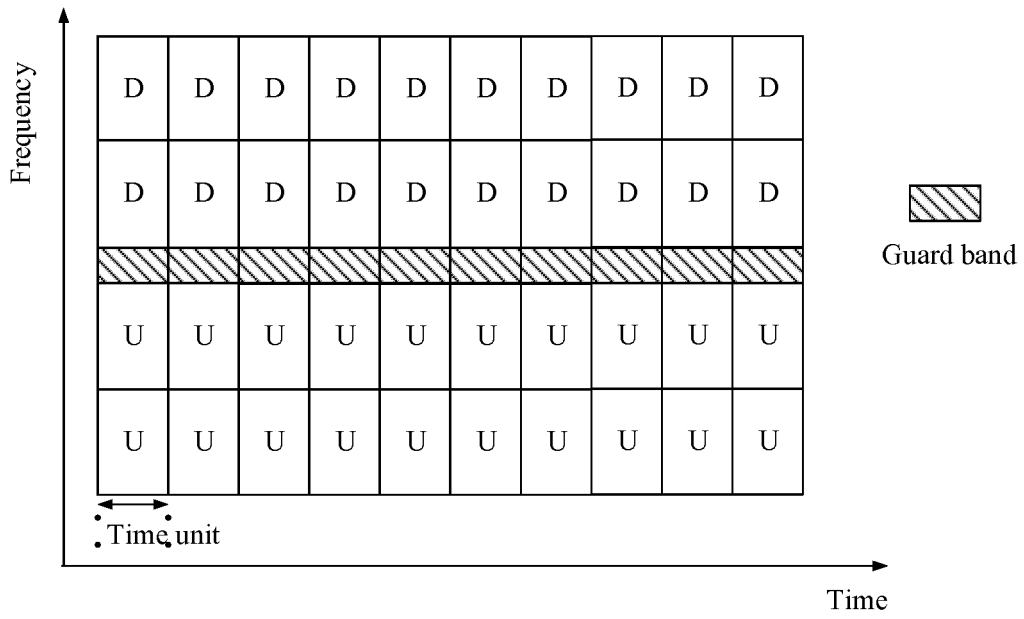 Frequency
D D D D D D D D D D
D D D D D D D D D D
Guard band
U U U U U U U U U U
U U U U U U U U U U
Time unit
Time